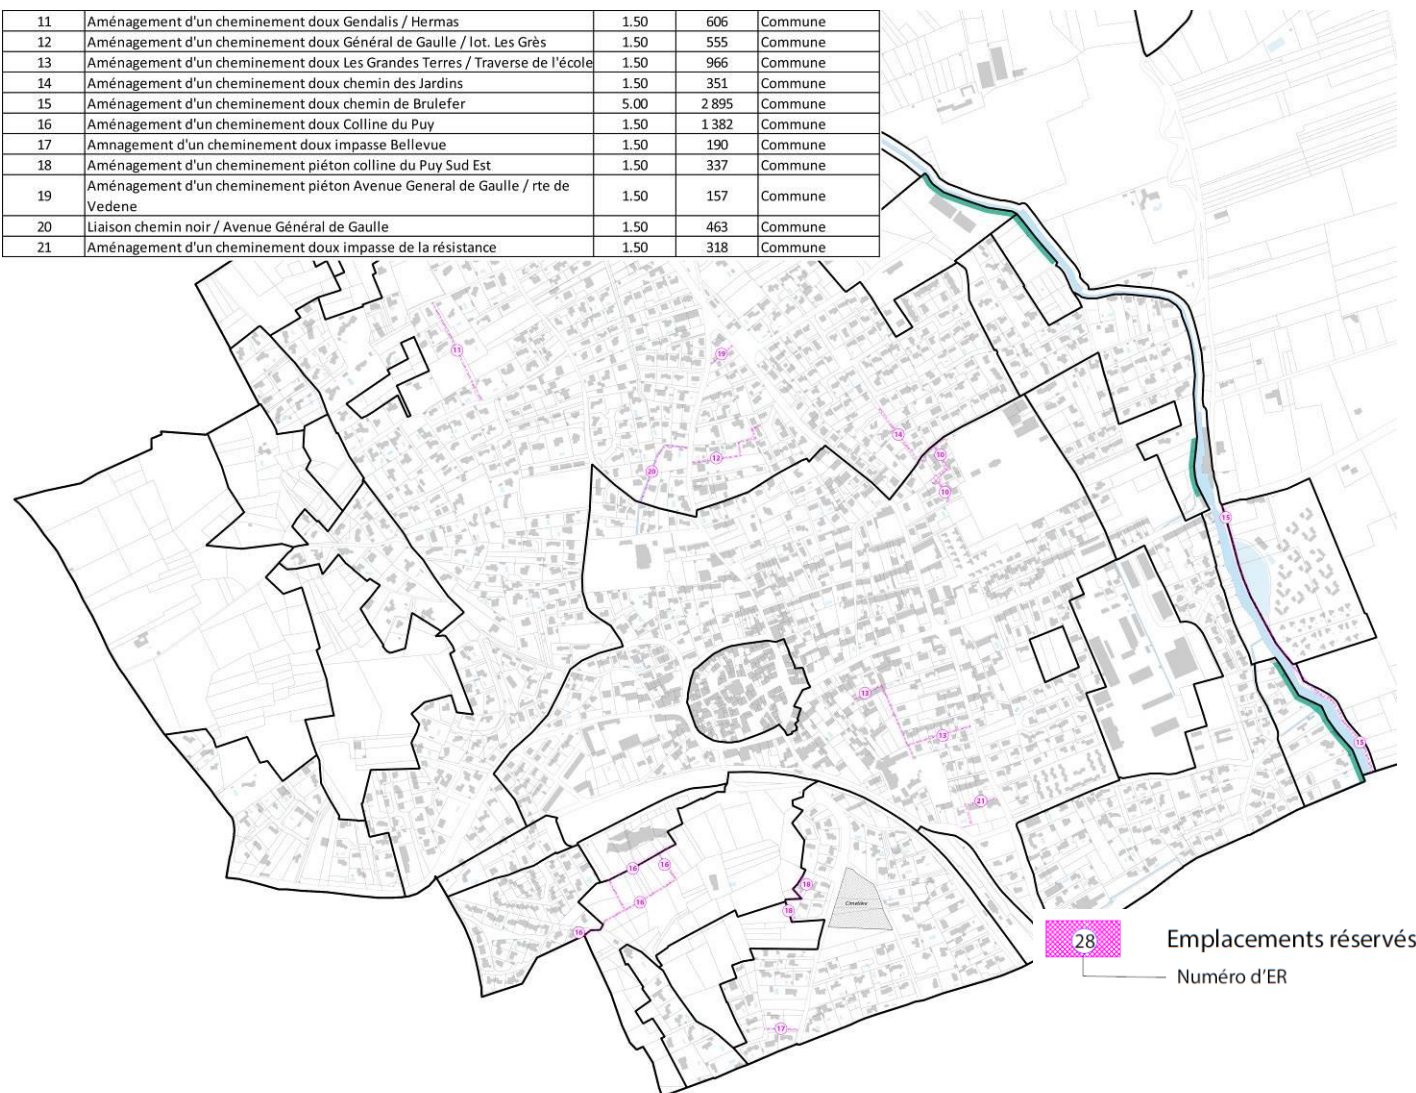 11 Aménagement d'un cheminement doux Gendalis / Hermas 1.50 606 Commune
12 Aménagement d'un cheminement doux Général de Gaulle / lot. Les Grès 1.50 555 Commune
13 Aménagement d'un cheminement doux Les Grandes Terres / Traverse de l'école 1.50 966 Commune
14 Aménagement d'un cheminement doux chemin des Jardins 1.50 351 Commune
15 Aménagement d'un cheminement doux chemin de Brulefer 5.00 2 895 Commune
16 Aménagement d'un cheminement doux Colline du Puy 1.50 1 382 Commune
17 Amnagement d'un cheminement doux impasse Bellevue 1.50 190 Commune
18 Aménagement d'un cheminement piéton colline du Puy Sud Est 1.50 337 Commune
19 Aménagement d'un cheminement piéton Avenue General de Gaulle / rte de
Vedene 1.50 157 Commune
20 Liaison chemin noir / Avenue Général de Gaulle 1.50 463 Commune
21 Aménagement d'un cheminement doux impasse de la résistance 1.50 318 Commune
11
19
14
12
20
10
10
15
13
13
15
21
16
16
16
16
18
18
Cimetière
17
28 Emplacements réservés
Numéro d'ER